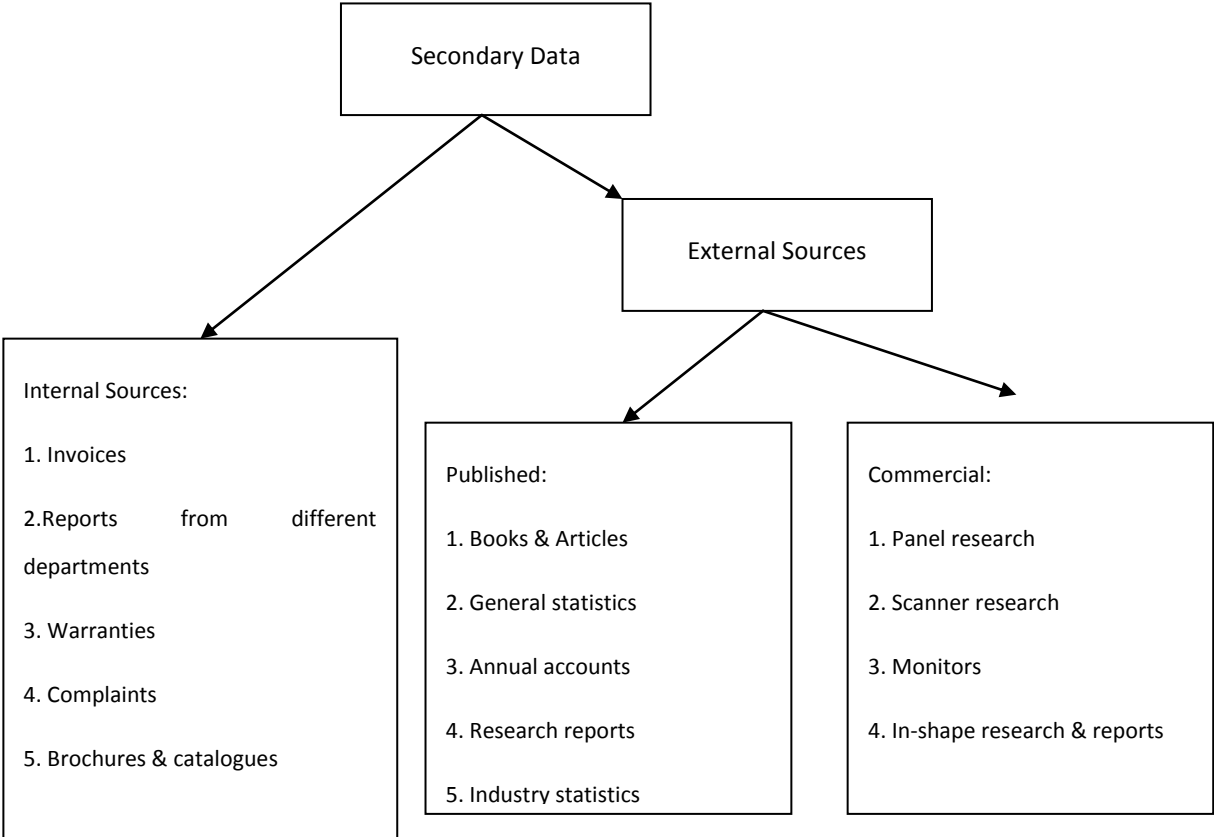 Secondary Data
External Sources
Internal Sources:
1. Invoices
2.Reports from different
departments
3. Warranties
4. Complaints
5. Brochures & catalogues
Published:
1. Books & Articles
2. General statistics
3. Annual accounts
4. Research reports
5. Industry statistics
Commercial:
1. Panel research
2. Scanner research
3. Monitors
4. In-shape research & reports